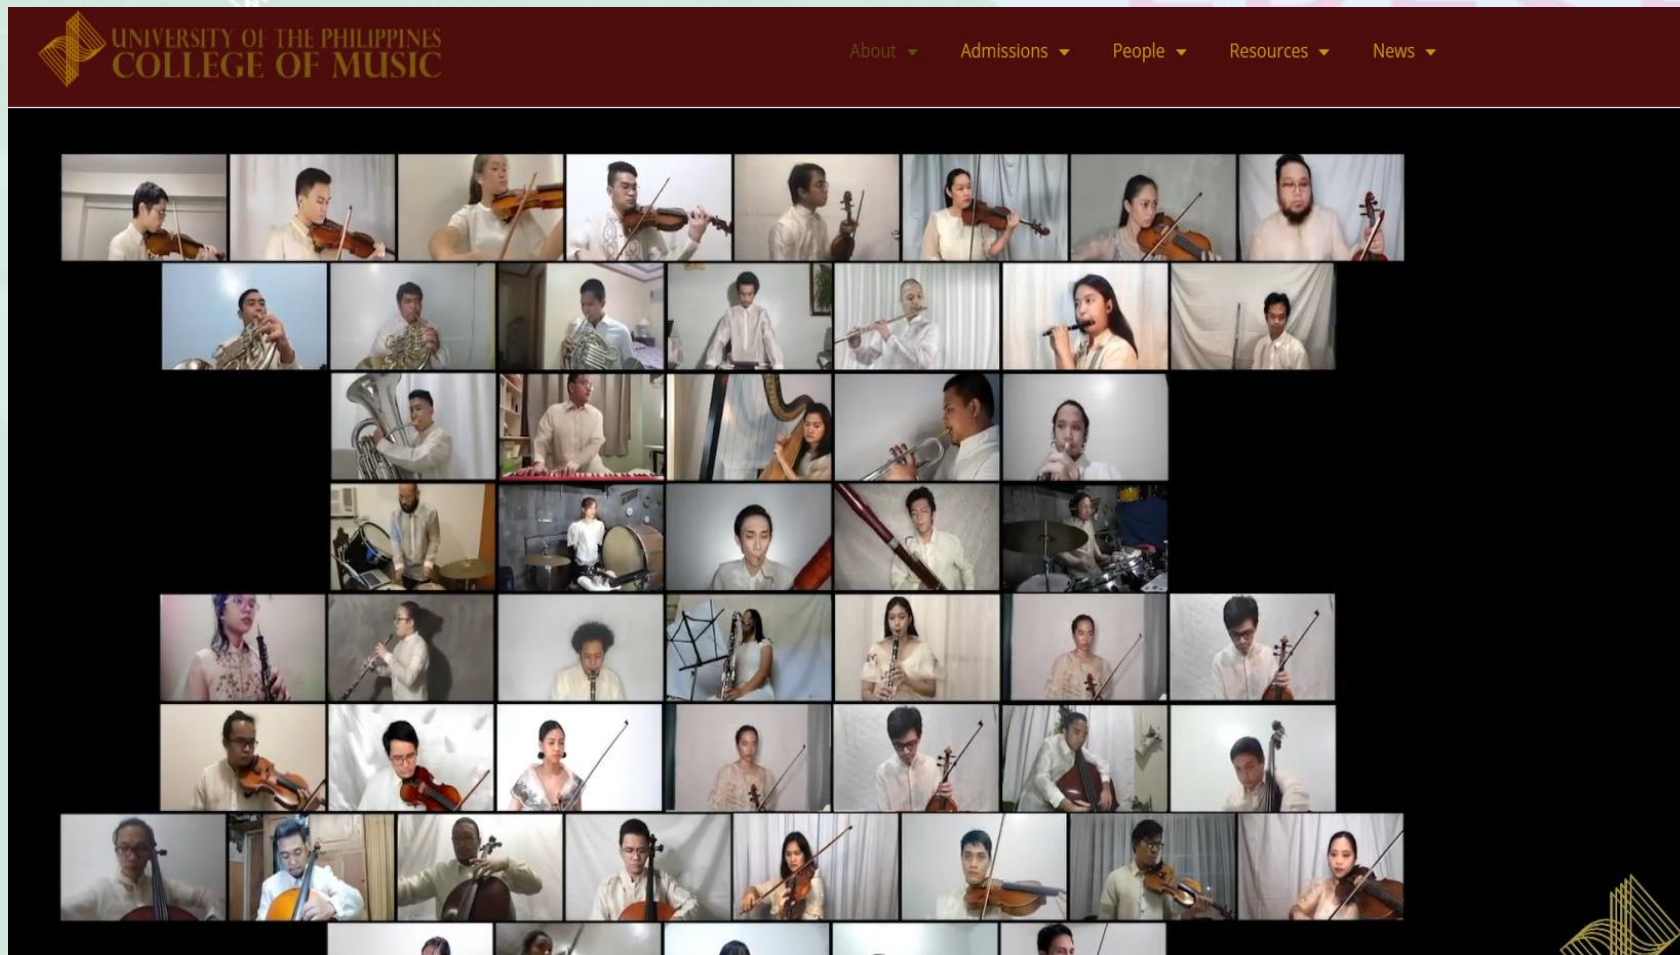 UNIVERSITY OF THE PHILIPPINES
COLLEGE OF MUSIC
About
Admissions
People
Resources
News